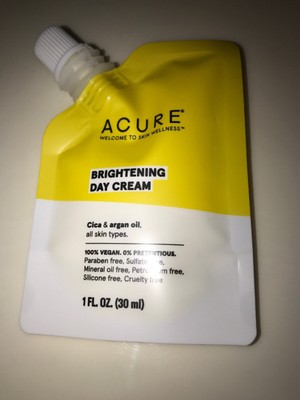 ACURE®
WELCOME TO SKIN WELLNESS™
BRIGHTENING
DAY CREAM
Cica & argan oil,
all skin types.
100% VEGAN. 0% PRETENTIOUS.
Paraben free, Sulfate free,
Mineral oil free, Petroleum free,
Silicone free, Cruelty free
1 FL. OZ. (30 ml)